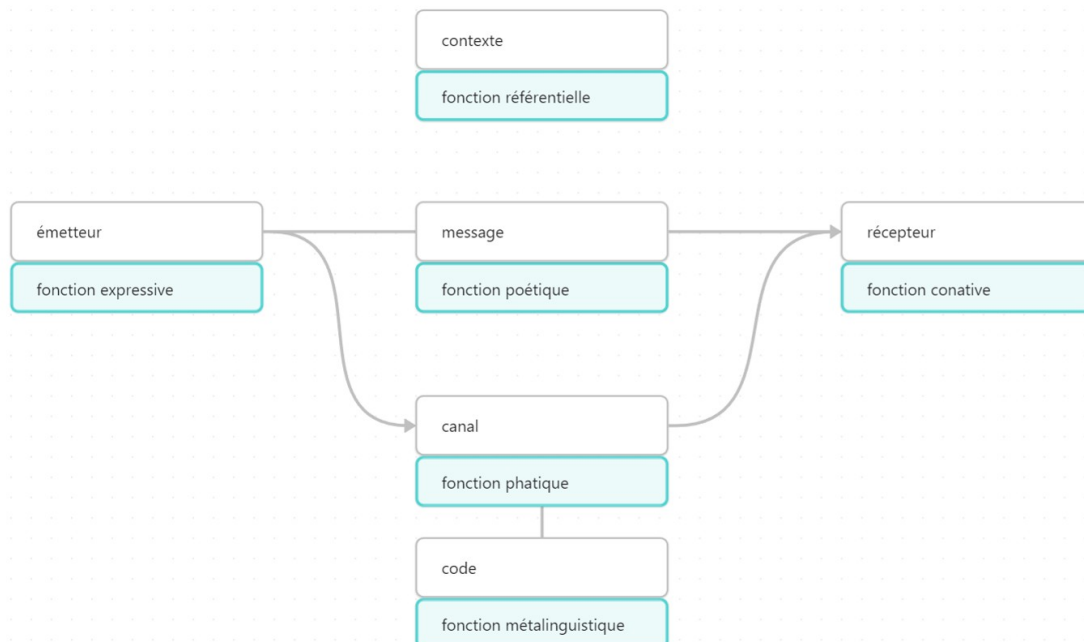 contexte
fonction référentielle
émetteur
message
récepteur
fonction expressive
fonction poétique
fonction conative
canal
fonction phatique
code
fonction métalinguistique